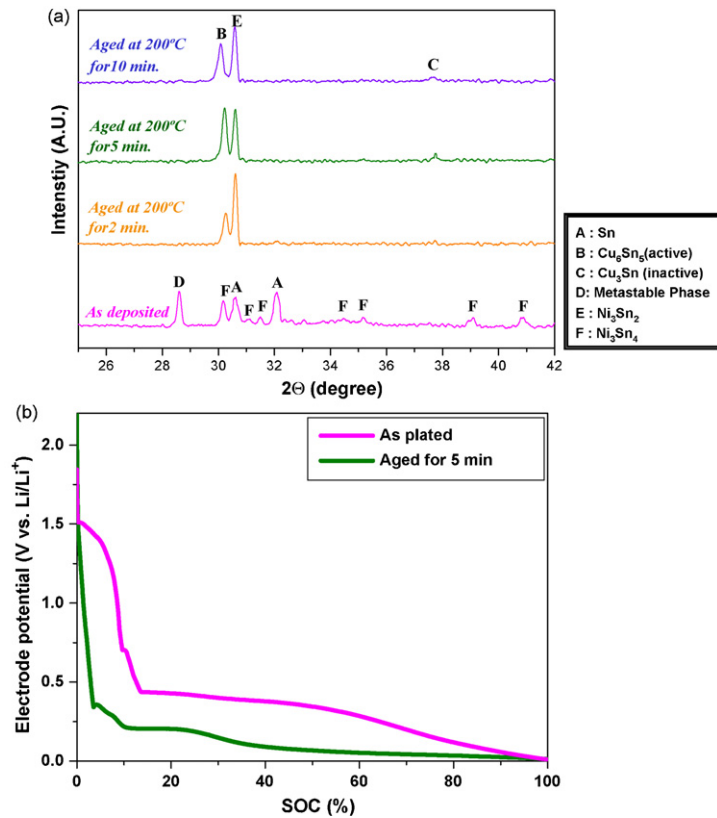 (a)
Aged at 200ºC
for10 min.
B
E
C
Aged at 200ºC
for5 min.
Aged at 200ºC
for2 min.
As deposited
D
F
A
F
F
A
F
F
F
F
Intenstiy (A.U.)
25 30 32 34 36 38 40 42
2Θ (degree)
A : Sn
B : Cu6Sn5(active)
C : Cu3Sn (inactive)
D: Metastable Phase
E : Ni3Sn2
F : Ni3Sn4
(b)
As plated
Aged for 5 min
Electrode potential (V vs. Li/Li+)
2.0
1.5
1.0
0.5
0.0
0 20 40 60 80 100
SOC (%)